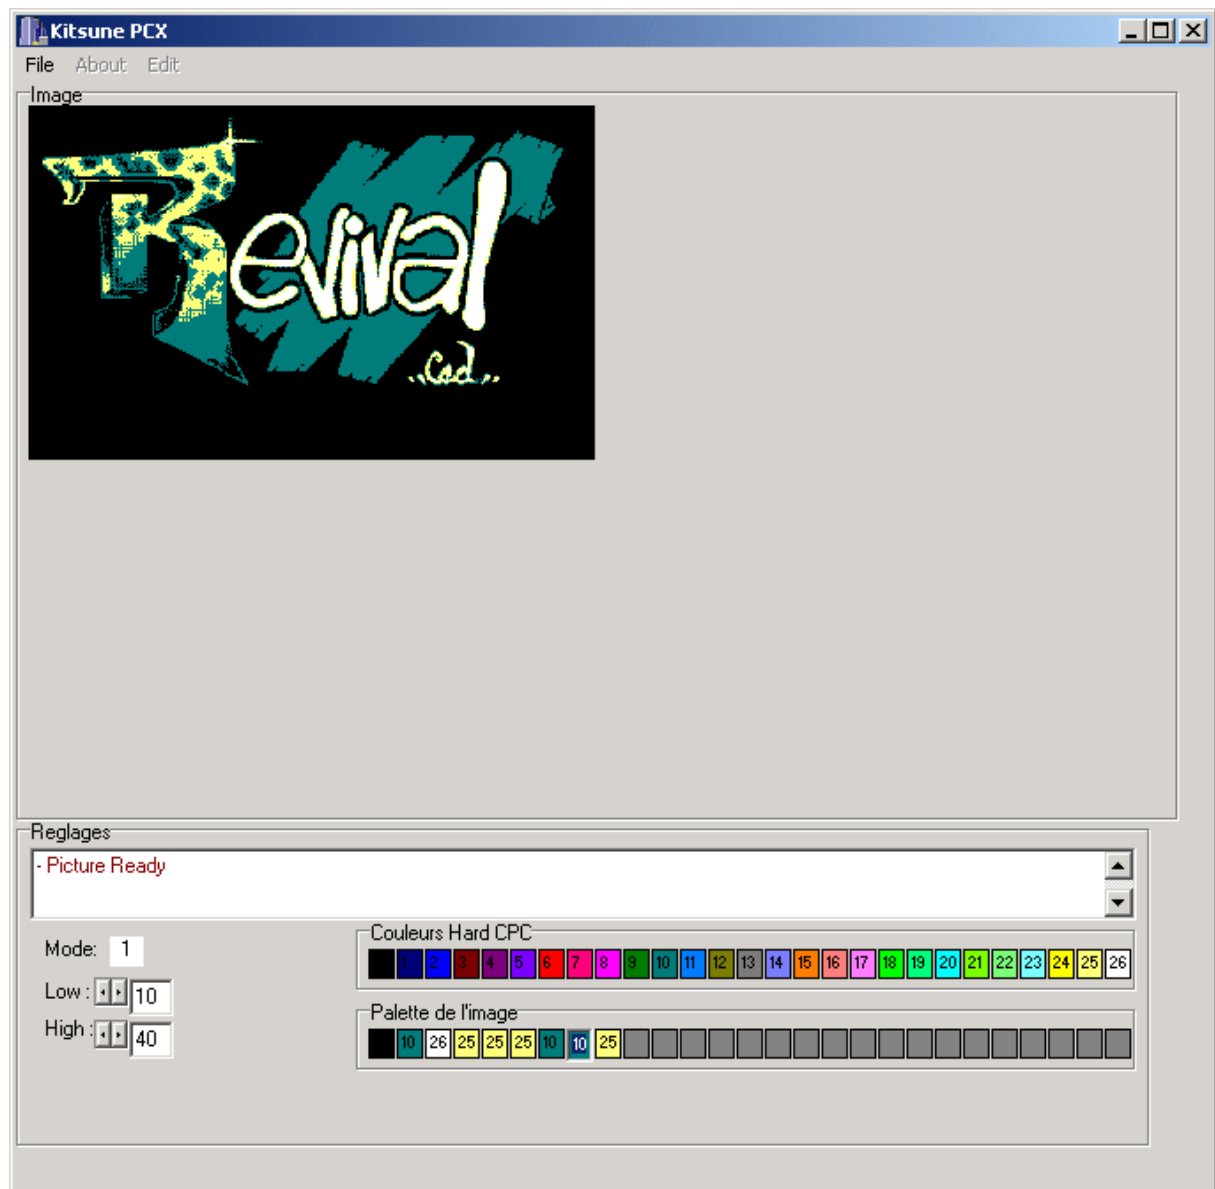 Kitsune PCX
File About Edit
Image
Revival
..Ced..
Reglages
- Picture Ready
Mode: 1
Low : 10
High : 40
Couleurs Hard CPC
1 2 3 4 5 6 7 8 9 10 11 12 13 14 15 16 17 18 19 20 21 22 23 24 25 26
Palette de l'image
10 26 25 25 25 10 10 25